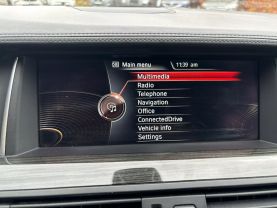 Main menu 11:39 am
Multimedia
Radio
Telephone
Navigation
Office
ConnectedDrive
Vehicle info
Settings